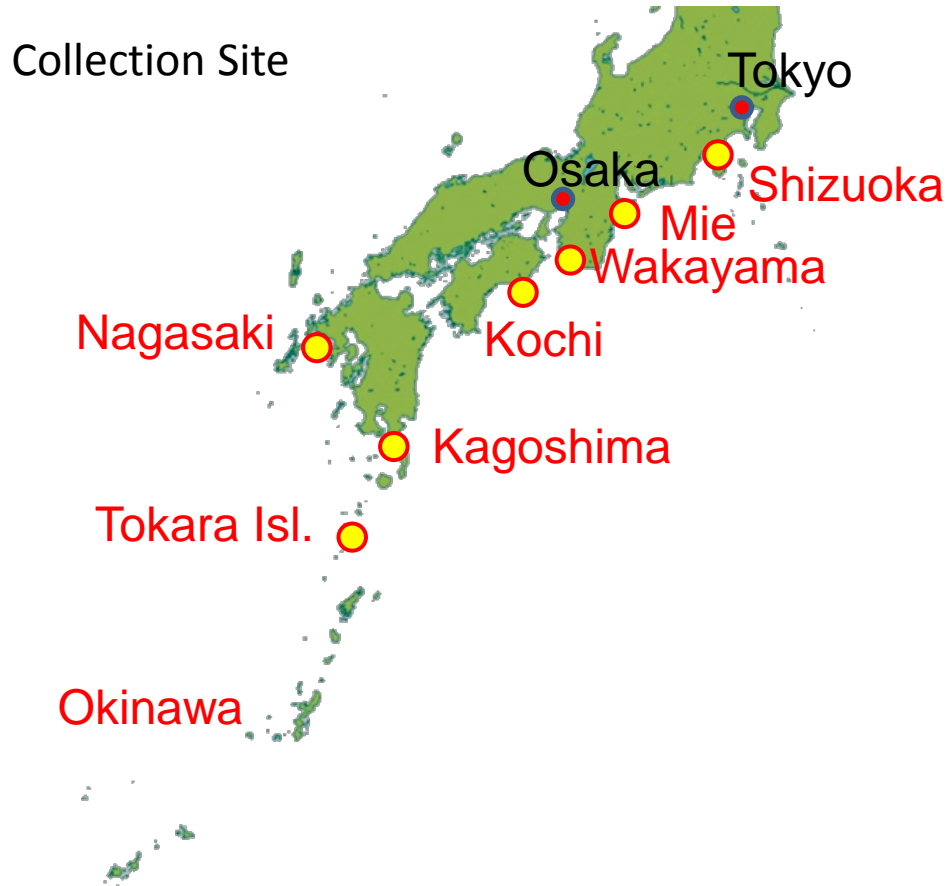 Collection Site
Tokyo
Osaka
Shizuoka
Mie
Wakayama
Nagasaki
Kochi
Kagoshima
Tokara Isl.
Okinawa